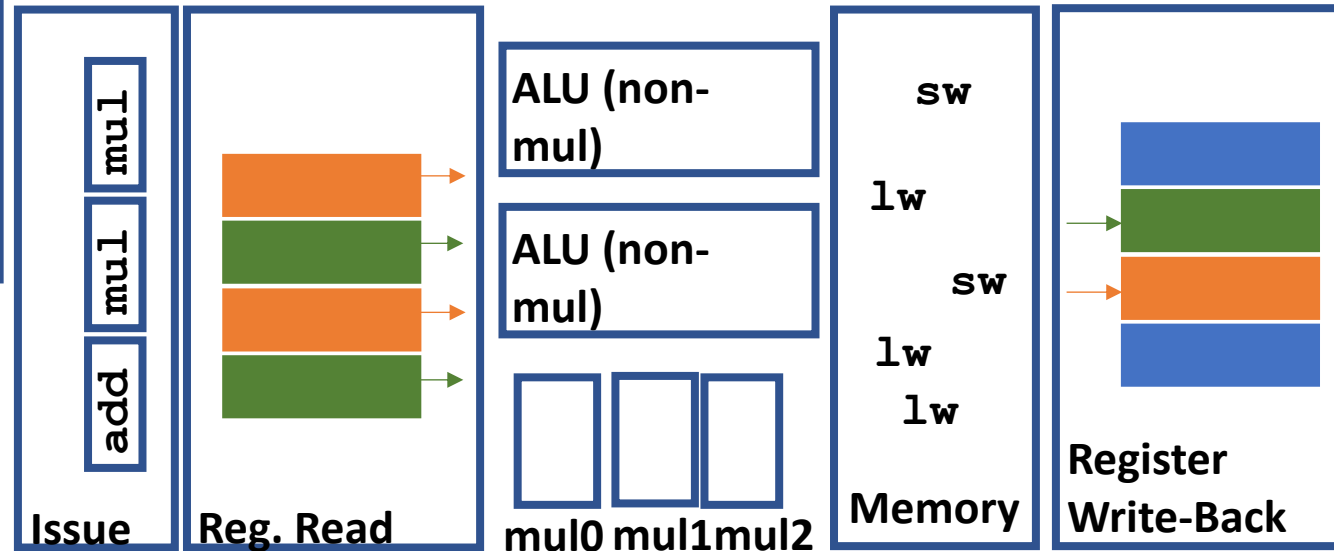 mul
mul
add
Issue
Reg. Read
ALU (non-
mul)
ALU (non-
mul)
mul0 mul1 mul2
sw
lw
sw
lw
lw
Memory
Register
Write-Back